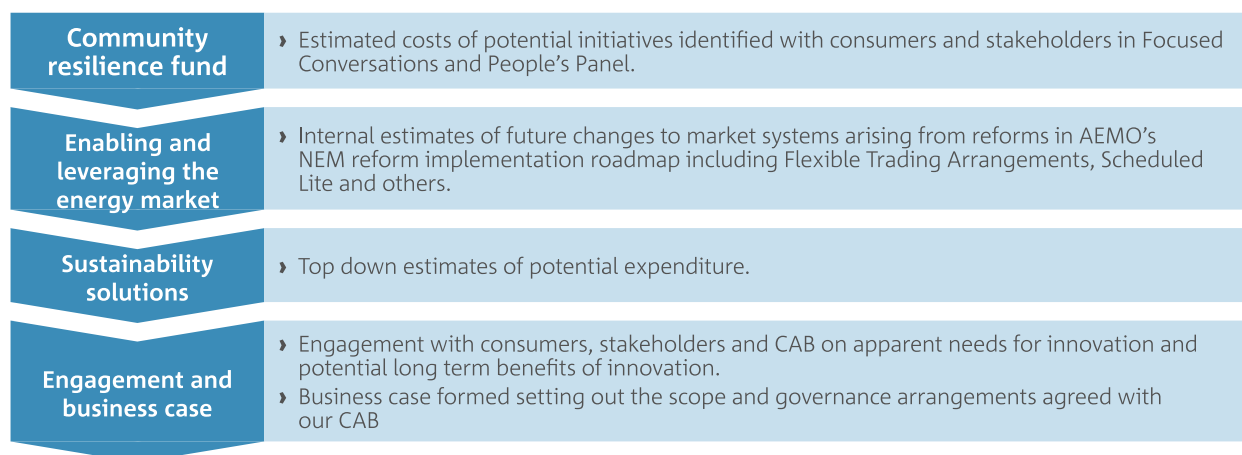 Community
resilience fund
› Estimated costs of potential initiatives identified with consumers and stakeholders in Focused
Conversations and People’s Panel.
Enabling and
leveraging the
energy market
› Internal estimates of future changes to market systems arising from reforms in AEMO’s
NEM reform implementation roadmap including Flexible Trading Arrangements, Scheduled
Lite and others.
Sustainability
solutions
› Top down estimates of potential expenditure.
Engagement and
business case
› Engagement with consumers, stakeholders and CAB on apparent needs for innovation and
potential long term benefits of innovation.
› Business case formed setting out the scope and governance arrangements agreed with
our CAB